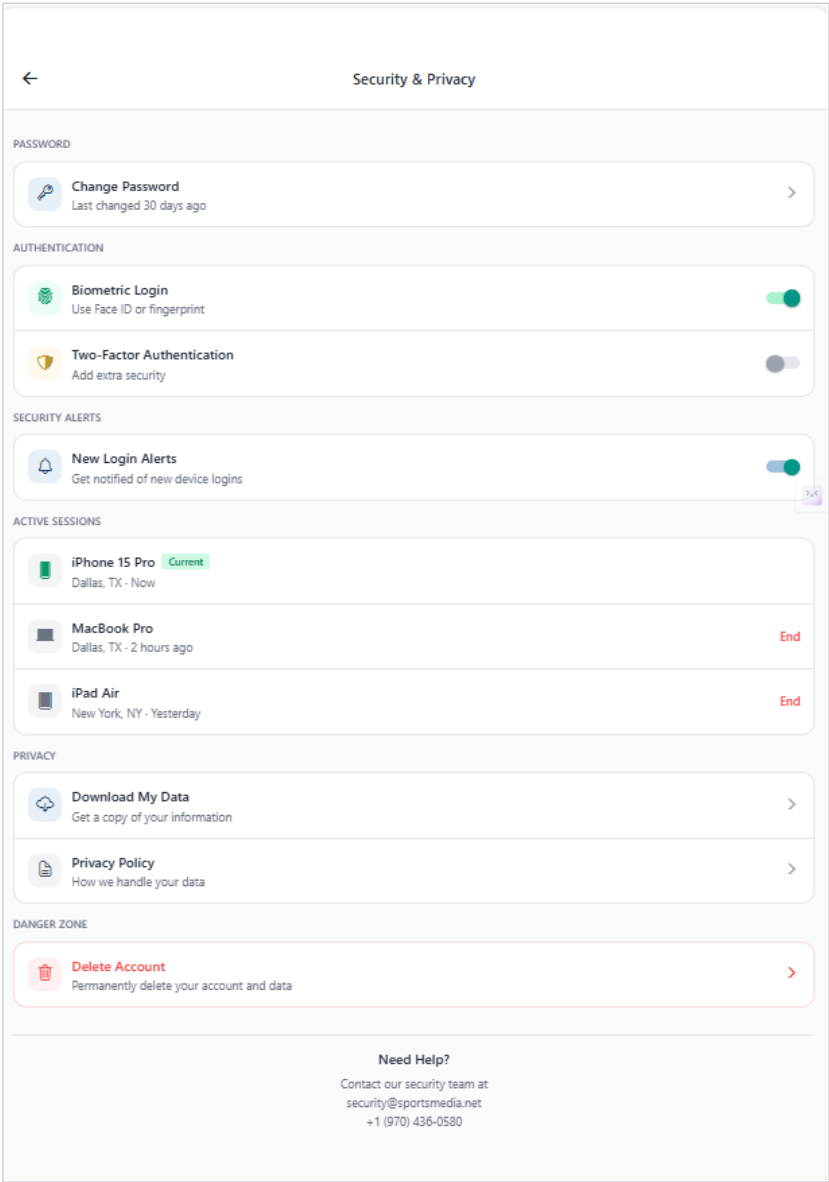 Security & Privacy
PASSWORD
Change Password
Last changed 30 days ago
AUTHENTICATION
Biometric Login
Use Face ID or fingerprint
Two-Factor Authentication
Add extra security
SECURITY ALERTS
New Login Alerts
Get notified of new device logins
ACTIVE SESSIONS
iPhone 15 Pro Current
Dallas, TX · Now
MacBook Pro
Dallas, TX · 2 hours ago
End
iPad Air
New York, NY · Yesterday
End
PRIVACY
Download My Data
Get a copy of your information
Privacy Policy
How we handle your data
DANGER ZONE
Delete Account
Permanently delete your account and data
Need Help?
Contact our security team at
security@sportsmedia.net
+1 (970) 436-0580